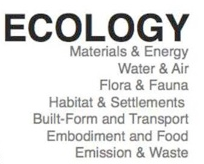 ECOLOGY
Materials & Energy
Water & Air
Flora & Fauna
Habitat & Settlements
Built-Form and Transport
Embodiment and Food
Emission & Waste